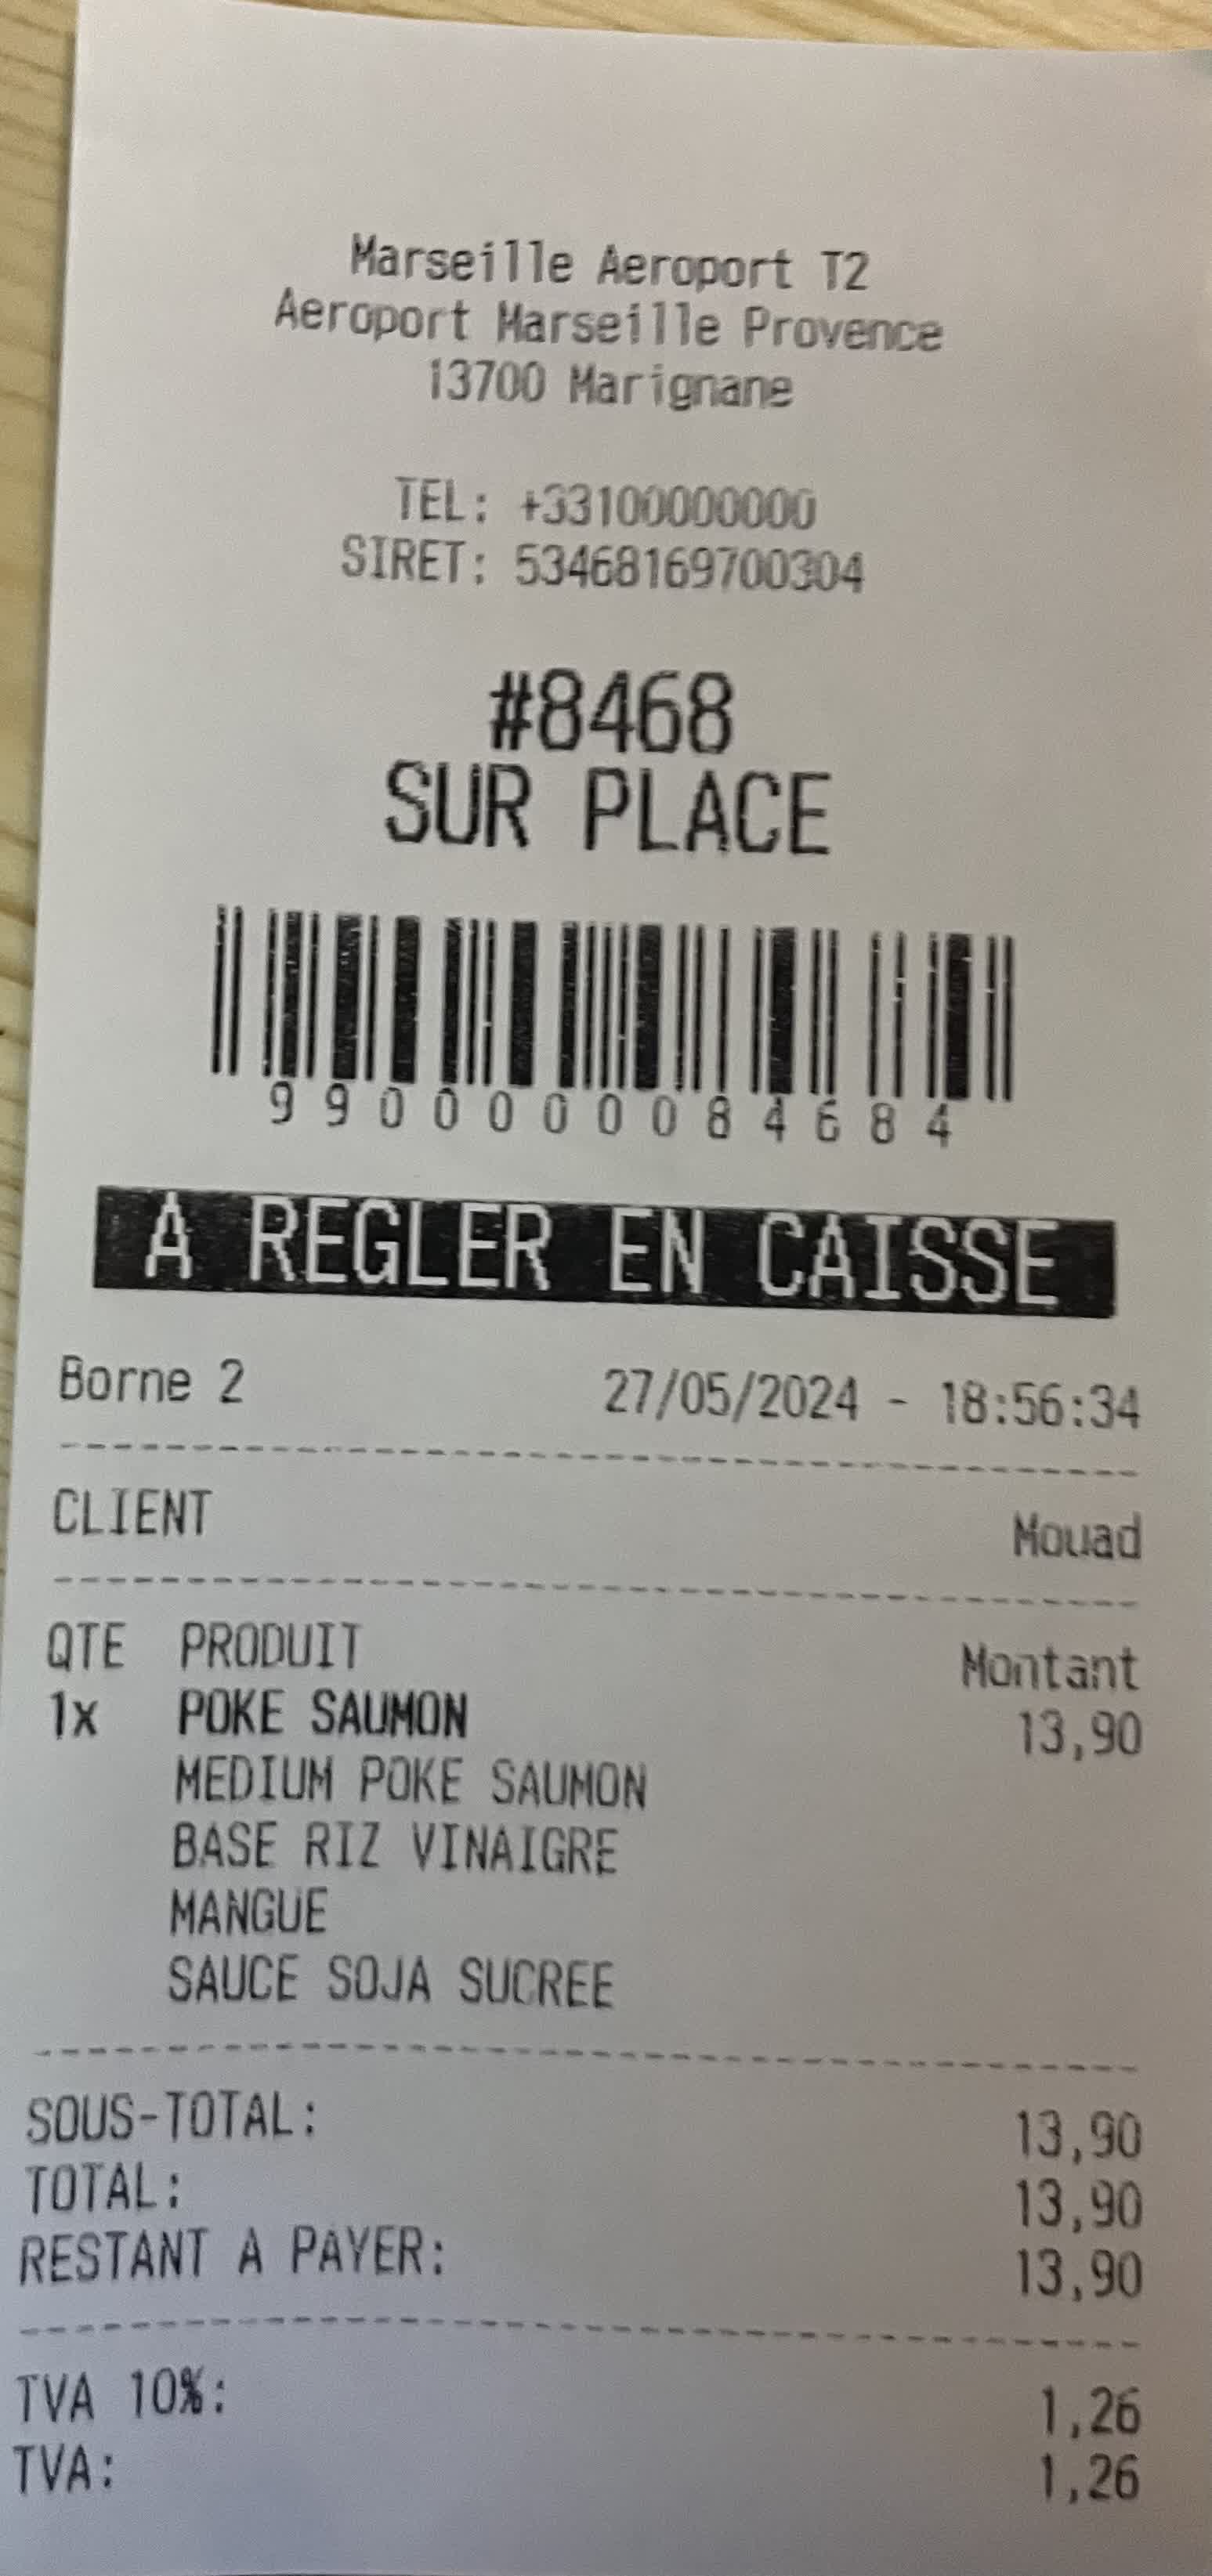 Marseille Aeroport T2
Aeroport Marseille Provence
13700 Marignane
TEL: +33100000000
SIRET: 53468169700304
#8468
SUR PLACE
9900000084684
A REGLER EN CAISSE
Borne 2 27/05/2024 - 18:56:34
CLIENT Mouad
QTE PRODUIT Montant
1x POKE SAUMON 13,90
MEDIUM POKE SAUMON
BASE RIZ VINAIGRE
MANGUE
SAUCE SOJA SUCREE
SOUS-TOTAL: 13,90
TOTAL: 13,90
RESTANT A PAYER: 13,90
TVA 10%: 1,26
TVA: 1,26